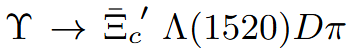 ϒ → Ξ̄c′ Λ(1520)Dπ